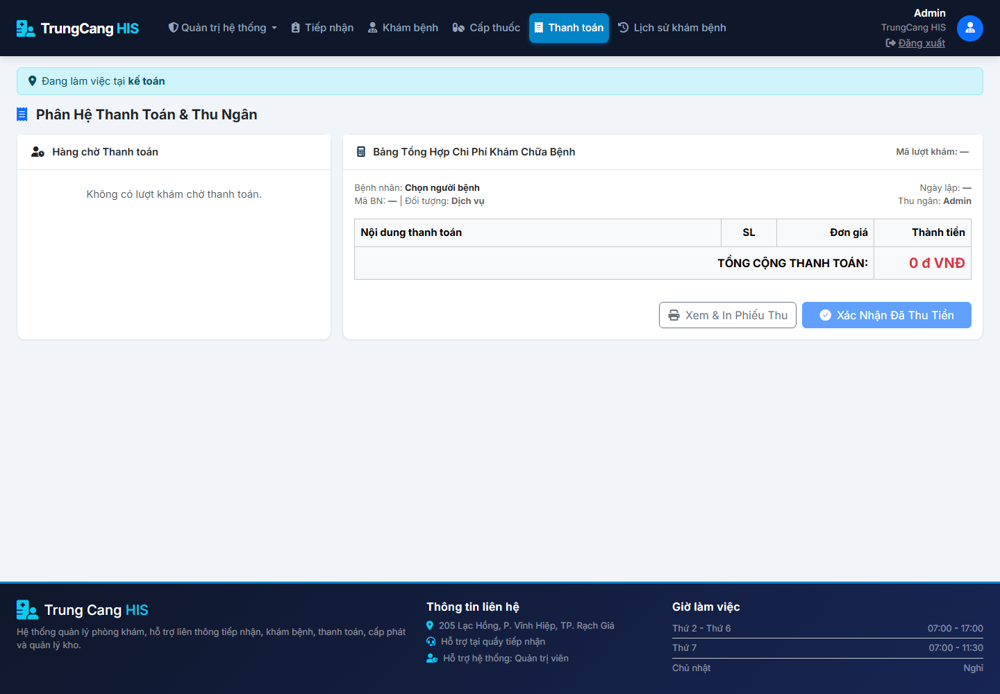 TrungCang HIS
Quản trị hệ thống
Tiếp nhận
Khám bệnh
Cấp thuốc
Thanh toán
Lịch sử khám bệnh
Admin
TrungCang HIS
Đăng xuất
Đang làm việc tại kế toán
Phân Hệ Thanh Toán & Thu Ngân
Hàng chờ Thanh toán
Không có lượt khám chờ thanh toán.
Bảng Tổng Hợp Chi Phí Khám Chữa Bệnh
Mã lượt khám: —
Bệnh nhân: Chọn người bệnh
Ngày lập: —
Mã BN: — | Đối tượng: Dịch vụ
Thu ngân: Admin
Nội dung thanh toán SL Đơn giá Thành tiền
TỔNG CỘNG THANH TOÁN: 0 đ VNĐ
Xem & In Phiếu Thu
Xác Nhận Đã Thu Tiền
Trung Cang HIS
Hệ thống quản lý phòng khám, hỗ trợ liên thông tiếp nhận, khám bệnh, thanh toán, cấp phát
và quản lý kho.
Thông tin liên hệ
205 Lạc Hồng, P. Vĩnh Hiệp, TP. Rạch Giá
Hỗ trợ tại quầy tiếp nhận
Hỗ trợ hệ thống: Quản trị viên
Giờ làm việc
Thứ 2 - Thứ 6 07:00 - 17:00
Thứ 7 07:00 - 11:30
Chủ nhật Nghỉ